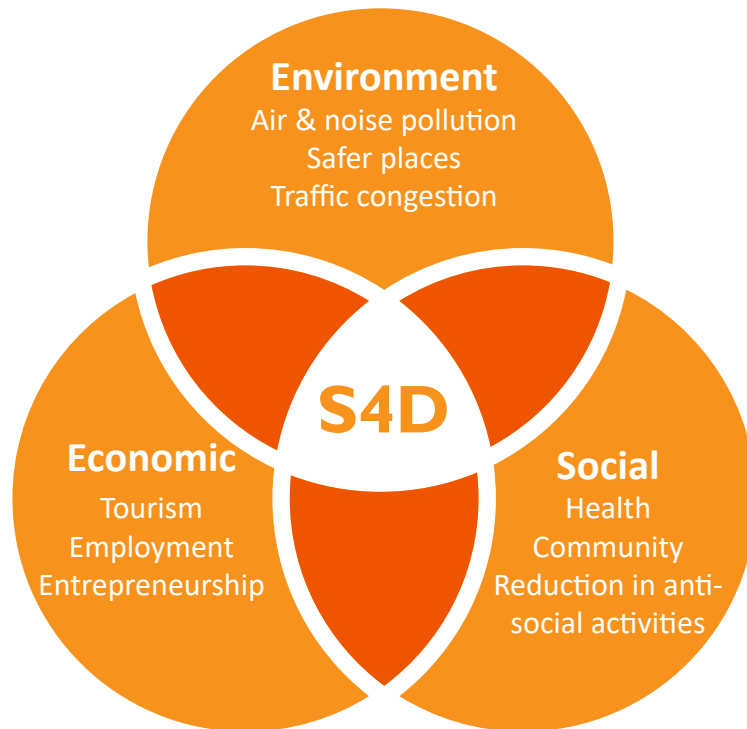 Environment
Air & noise pollution
Safer places
Traffic congestion
S4D
Economic
Tourism
Employment
Entrepreneurship
Social
Health
Community
Reduction in anti-
social activities